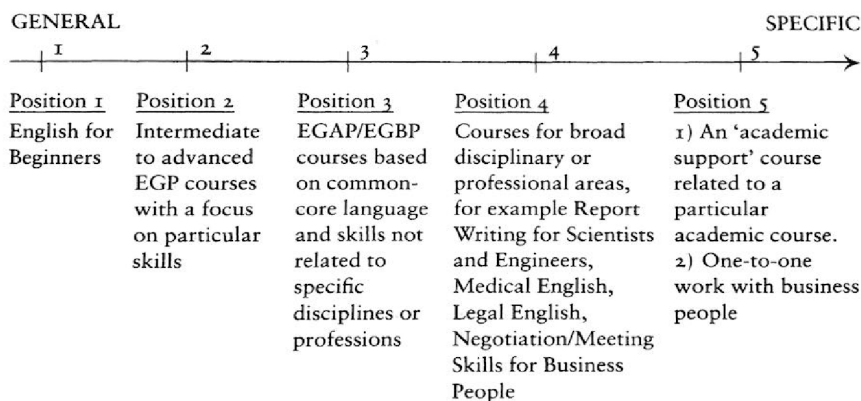 GENERAL SPECIFIC
1 2 3 4 5
Position 1
English for
Beginners
Position 2
Intermediate
to advanced
EGP courses
with a focus
on particular
skills
Position 3
EGAP/EGBP
courses based
on common-
core language
and skills not
related to
specific
disciplines or
professions
Position 4
Courses for broad
disciplinary or
professional areas,
for example Report
Writing for Scientists
and Engineers,
Medical English,
Legal English,
Negotiation/Meeting
Skills for Business
People
Position 5
1) An ‘academic
support’ course
related to a
particular
academic course.
2) One-to-one
work with business
people